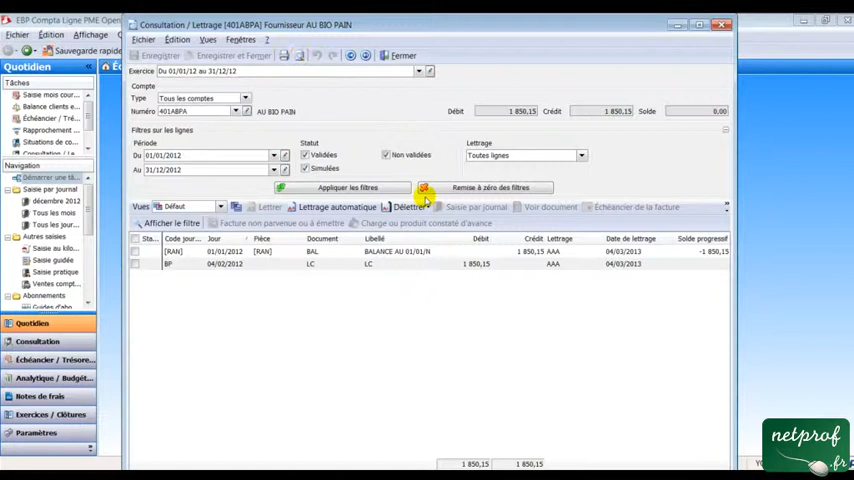 EBP Compta Ligne PME Open
Fichier Édition Affichage
Sauvegarde rapide
Quotidien
Tâches
Saisie mois cour...
Balance clients e...
Échéancier / Tré...
Rapprochement ...
Situations de co...
Navigation
Démarrer une tâ...
Saisie par journal
décembre 2012
Tous les mois
Tous les jour...
Autres saisies
Saisie au kilo...
Saisie guidée
Saisie pratique
Ventes compt...
Abonnements
Guides d'abo...
Quotidien
Consultation
Échéancier / Trésore...
Analytique / Budgét...
Notes de frais
Exercices / Clôtures
Paramètres
Consultation / Lettrage [401ABPA] Fournisseur AU BIO PAIN
Fichier Édition Vues Fenêtres ?
Enregistrer Enregistrer et Fermer Fermer
Exercice Du 01/01/12 au 31/12/12
Compte
Type Tous les comptes
Numéro 401ABPA AU BIO PAIN Débit 1 850,15 Crédit 1 850,15 Solde 0,00
Filtres sur les lignes
Période Statut Lettrage
Du 01/01/2012 Validées Non validées Toutes lignes
Au 31/12/2012 Simulées
Appliquer les filtres Remise à zéro des filtres
Vues Défaut Lettrer Lettrage automatique Délettrer Saisie par journal Voir document Échéancier de la facture
Afficher le filtre Facture non parvenue ou à émettre Charge ou produit constaté d'avance
Sta... Code jour... Jour Pièce Document Libellé Débit Crédit Lettrage Date de lettrage Solde progressif
[RAN] 01/01/2012 [RAN] BAL BALANCE AU 01/01/N 1 850,15 AAA 04/03/2013 -1 850,15
BP 04/02/2012 LC LC 1 850,15 AAA 04/03/2013
1 850,15 1 850,15
netprof
.fr